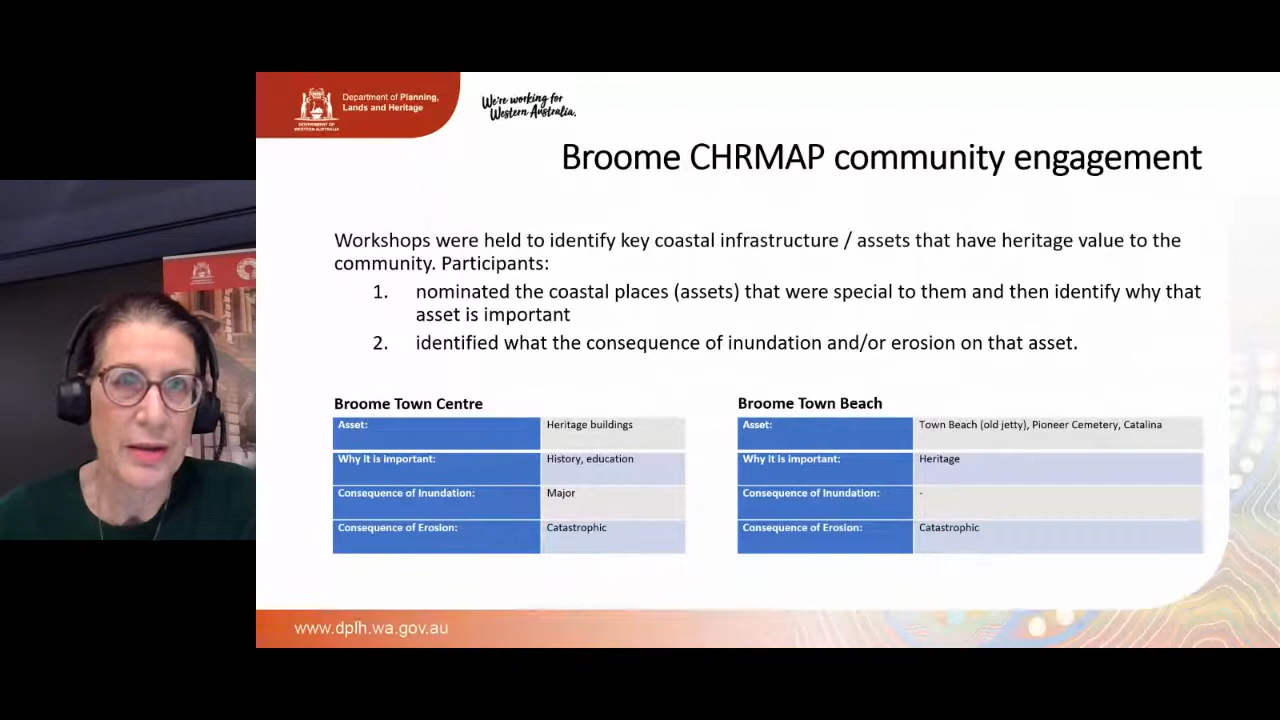 Department of Planning,
Lands and Heritage
GOVERNMENT OF
WESTERN AUSTRALIA
We're working for
Western Australia.
Broome CHRMAP community engagement
Workshops were held to identify key coastal infrastructure / assets that have heritage value to the
community. Participants:
1. nominated the coastal places (assets) that were special to them and then identify why that
asset is important
2. identified what the consequence of inundation and/or erosion on that asset.
Broome Town Centre
Asset: Heritage buildings
Why it is important: History, education
Consequence of Inundation: Major
Consequence of Erosion: Catastrophic
Broome Town Beach
Asset: Town Beach (old jetty), Pioneer Cemetery, Catalina
Why it is important: Heritage
Consequence of Inundation: -
Consequence of Erosion: Catastrophic
www.dplh.wa.gov.au